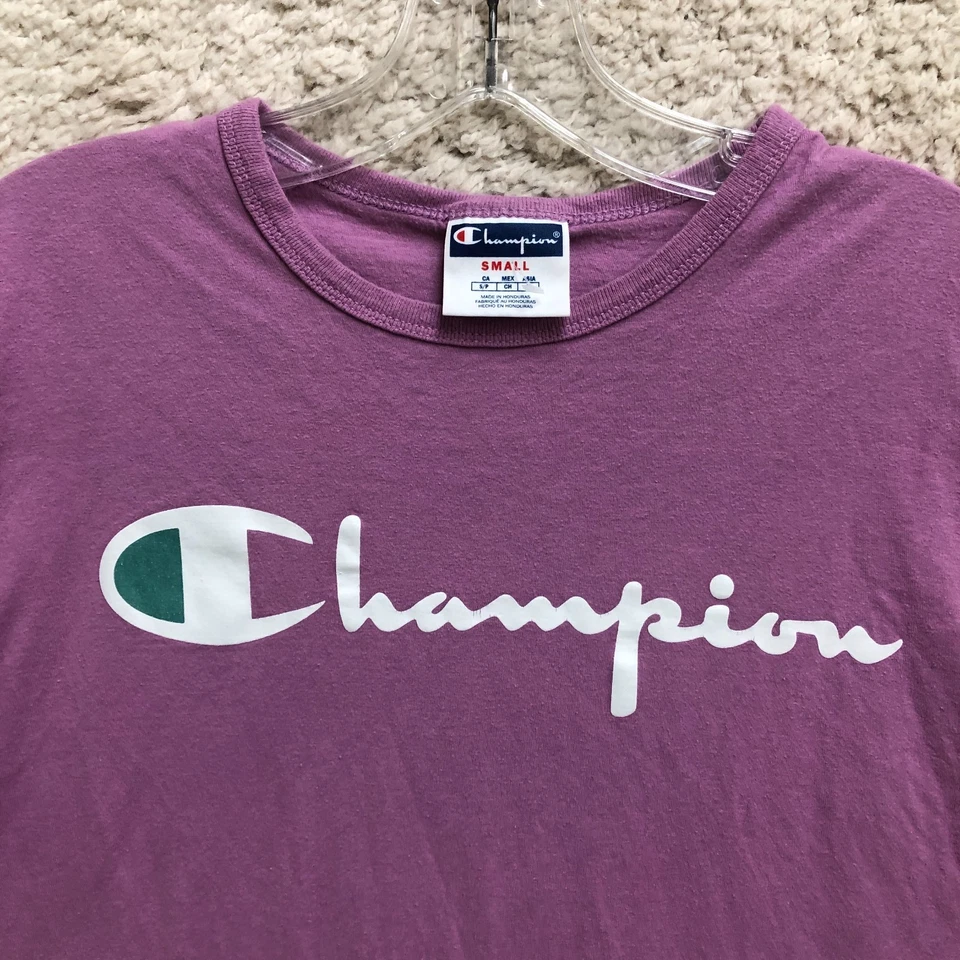 Champion®
SMALL
CA MEX ASIA
S/P CH
MADE IN HONDURAS
FABRIQUÉ AU HONDURAS
HECHO EN HONDURAS
Champion